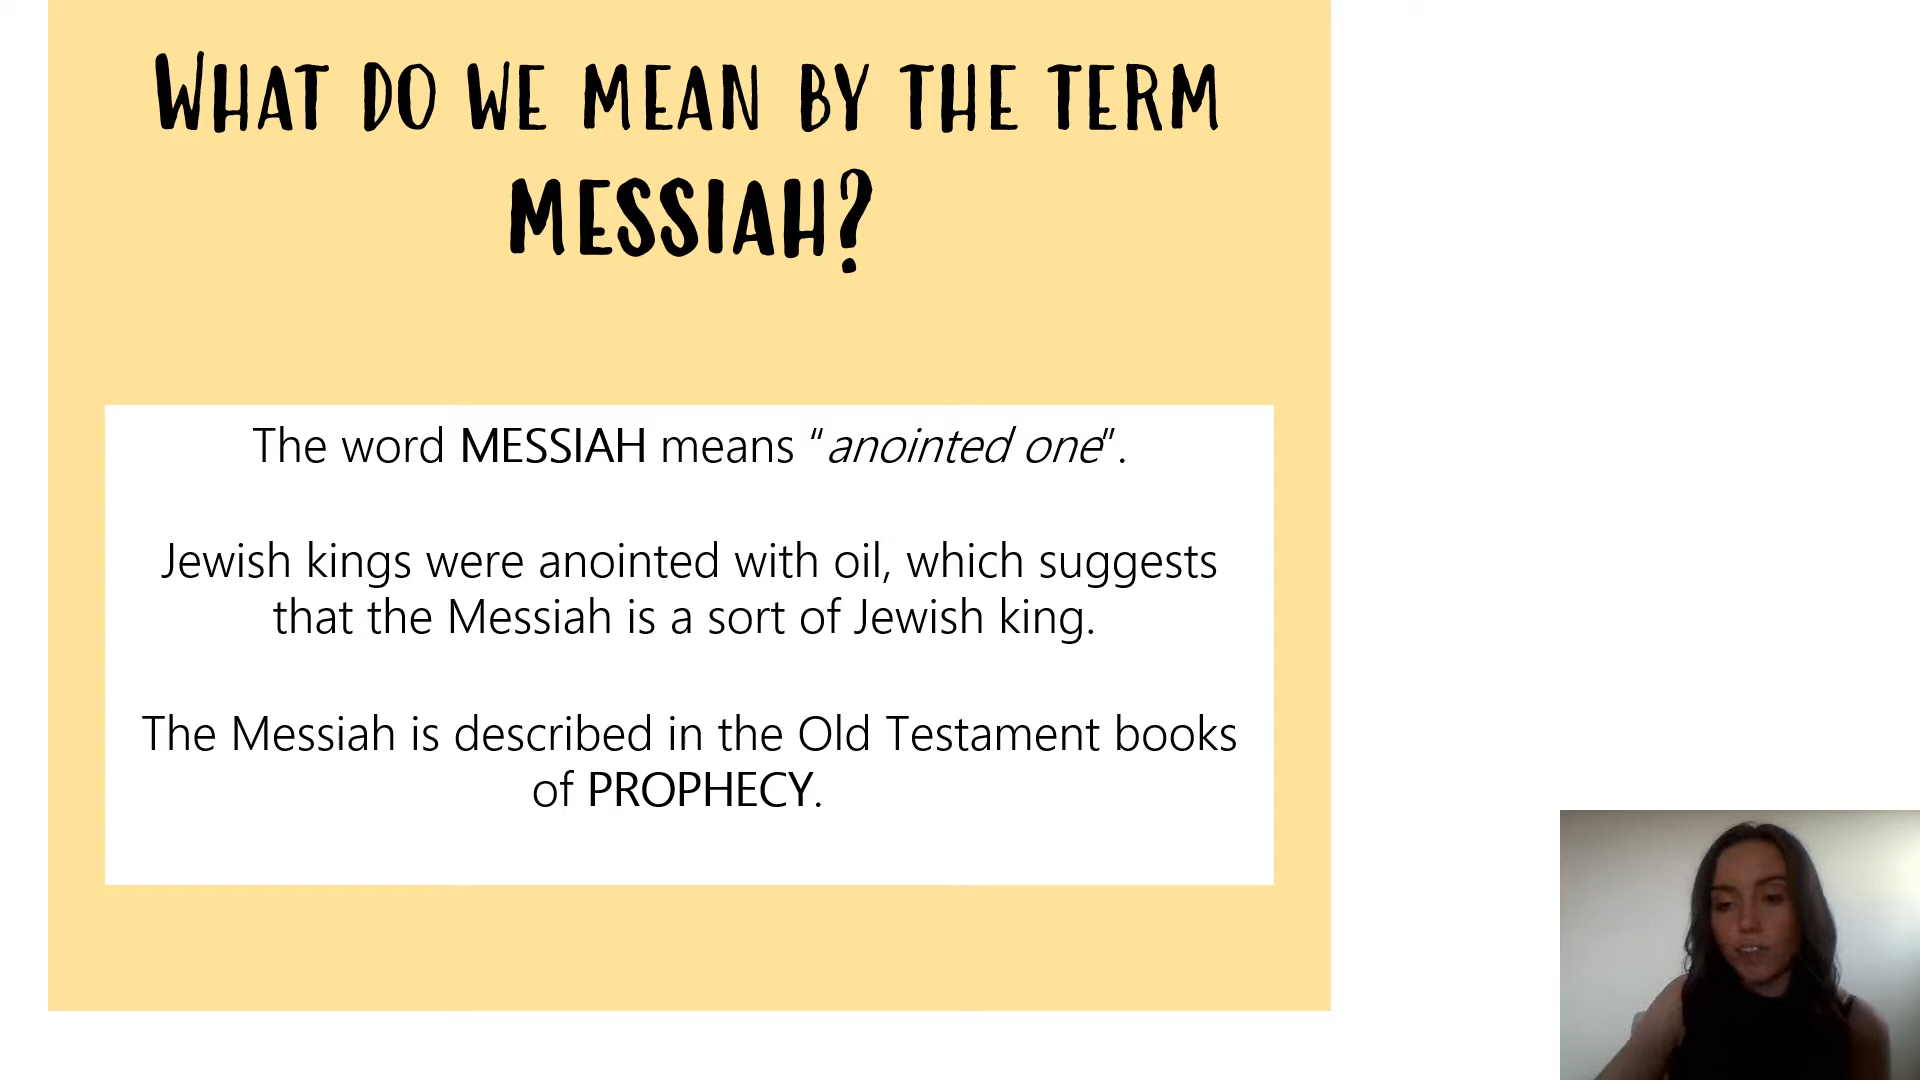 WHAT DO WE MEAN BY THE TERM
MESSIAH?
The word MESSIAH means “anointed one”.
Jewish kings were anointed with oil, which suggests
that the Messiah is a sort of Jewish king.
The Messiah is described in the Old Testament books
of PROPHECY.